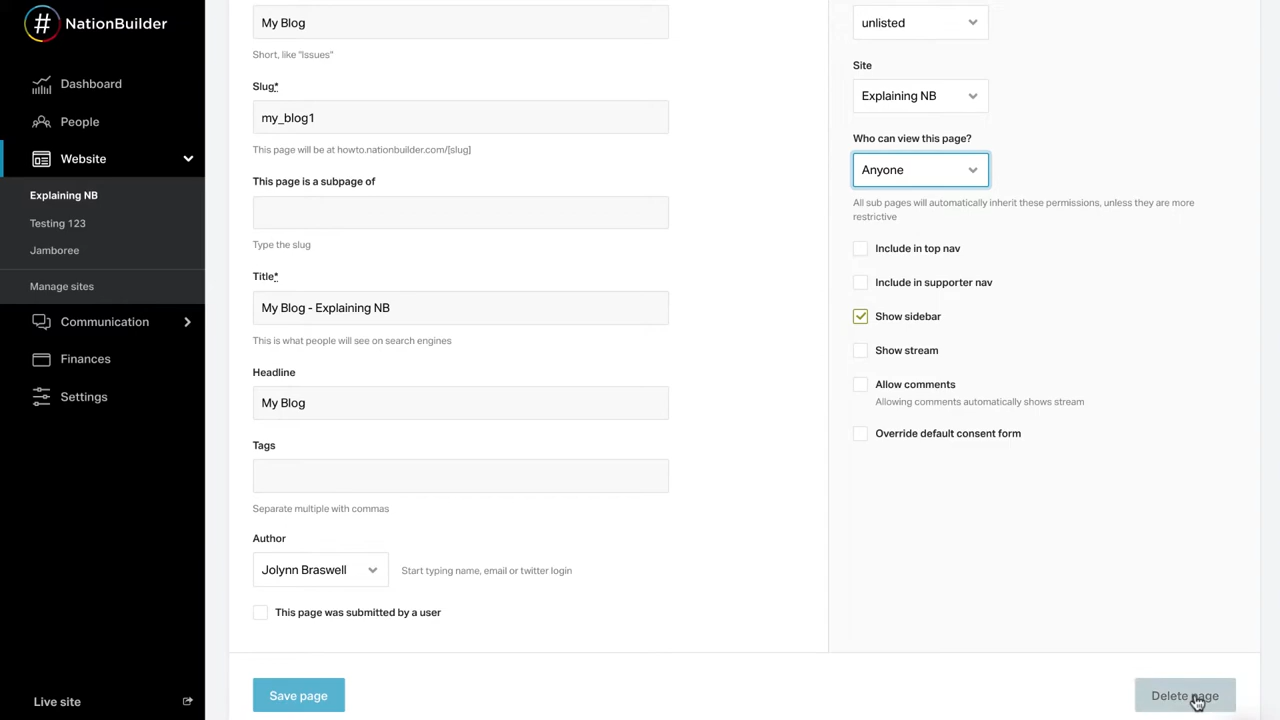 # NationBuilder
Dashboard
People
Website
Explaining NB
Testing 123
Jamboree
Manage sites
Communication
Finances
Settings
Live site
My Blog
Short, like "Issues"
Slug*
my_blog1
This page will be at howto.nationbuilder.com/[slug]
This page is a subpage of
Type the slug
Title*
My Blog - Explaining NB
This is what people will see on search engines
Headline
My Blog
Tags
Separate multiple with commas
Author
Jolynn Braswell
Start typing name, email or twitter login
This page was submitted by a user
Save page
unlisted
Site
Explaining NB
Who can view this page?
Anyone
All sub pages will automatically inherit these permissions, unless they are more
restrictive
Include in top nav
Include in supporter nav
Show sidebar
Show stream
Allow comments
Allowing comments automatically shows stream
Override default consent form
Delete page